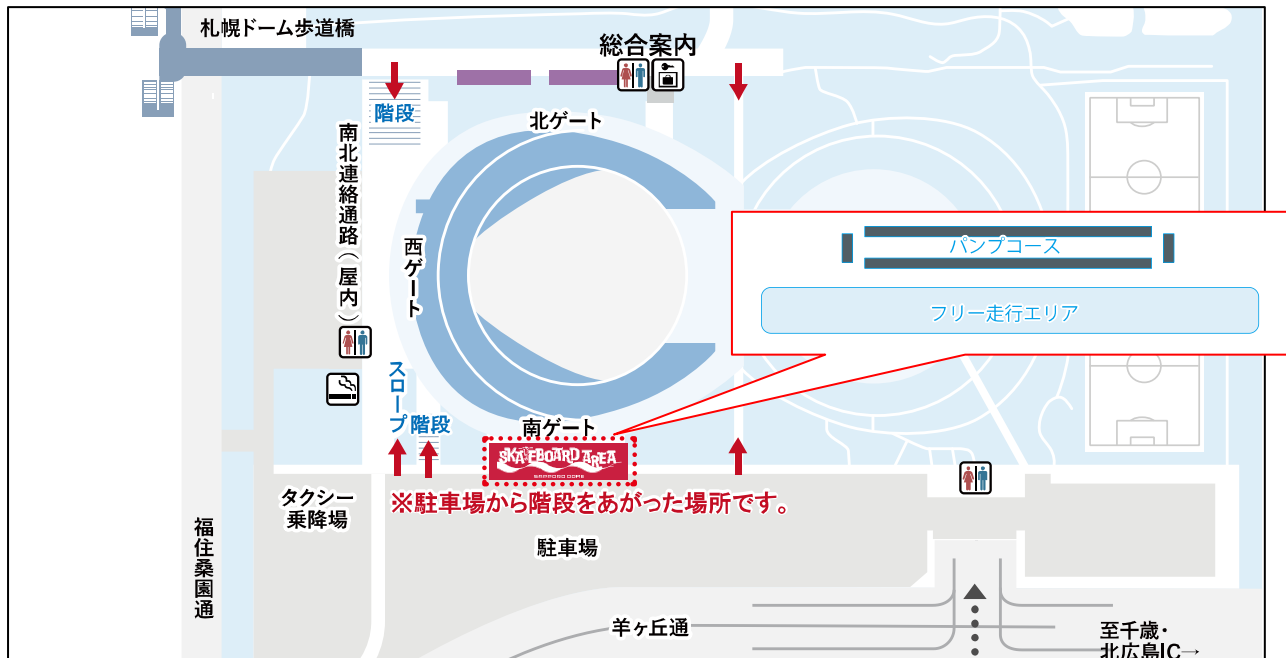 札幌ドーム歩道橋
総合案内
階段
北ゲート
南北連絡通路(屋内)
西ゲート
パンプコース
フリー走行エリア
スロープ
階段
南ゲート
SKATEBOARD AREA
SAPPORO DOME
※駐車場から階段をあがった場所です。
タクシー
乗降場
駐車場
福住桑園通
羊ヶ丘通
至千歳・
北広島IC→